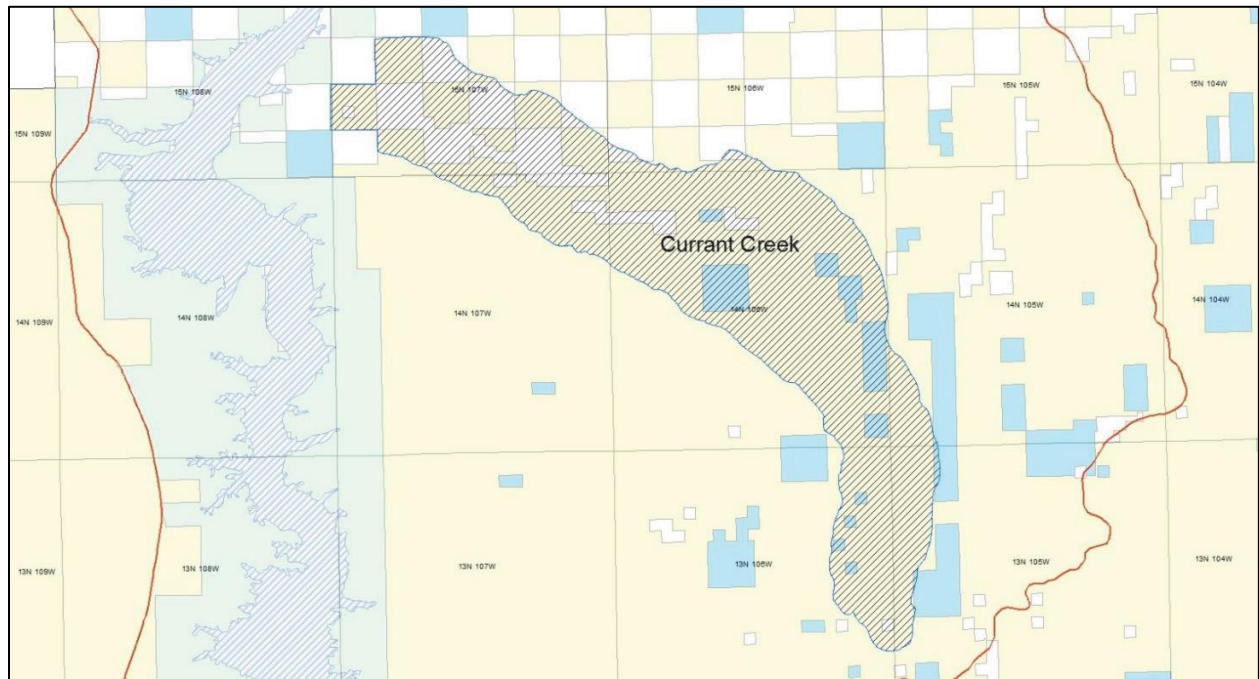 15N 108W
15N 107W
15N 106W
15N 105W
15N 104W
15N 109W
Currant Creek
14N 109W
14N 108W
14N 107W
14N 106W
14N 105W
14N 104W
13N 109W
13N 108W
13N 107W
13N 106W
13N 105W
13N 104W